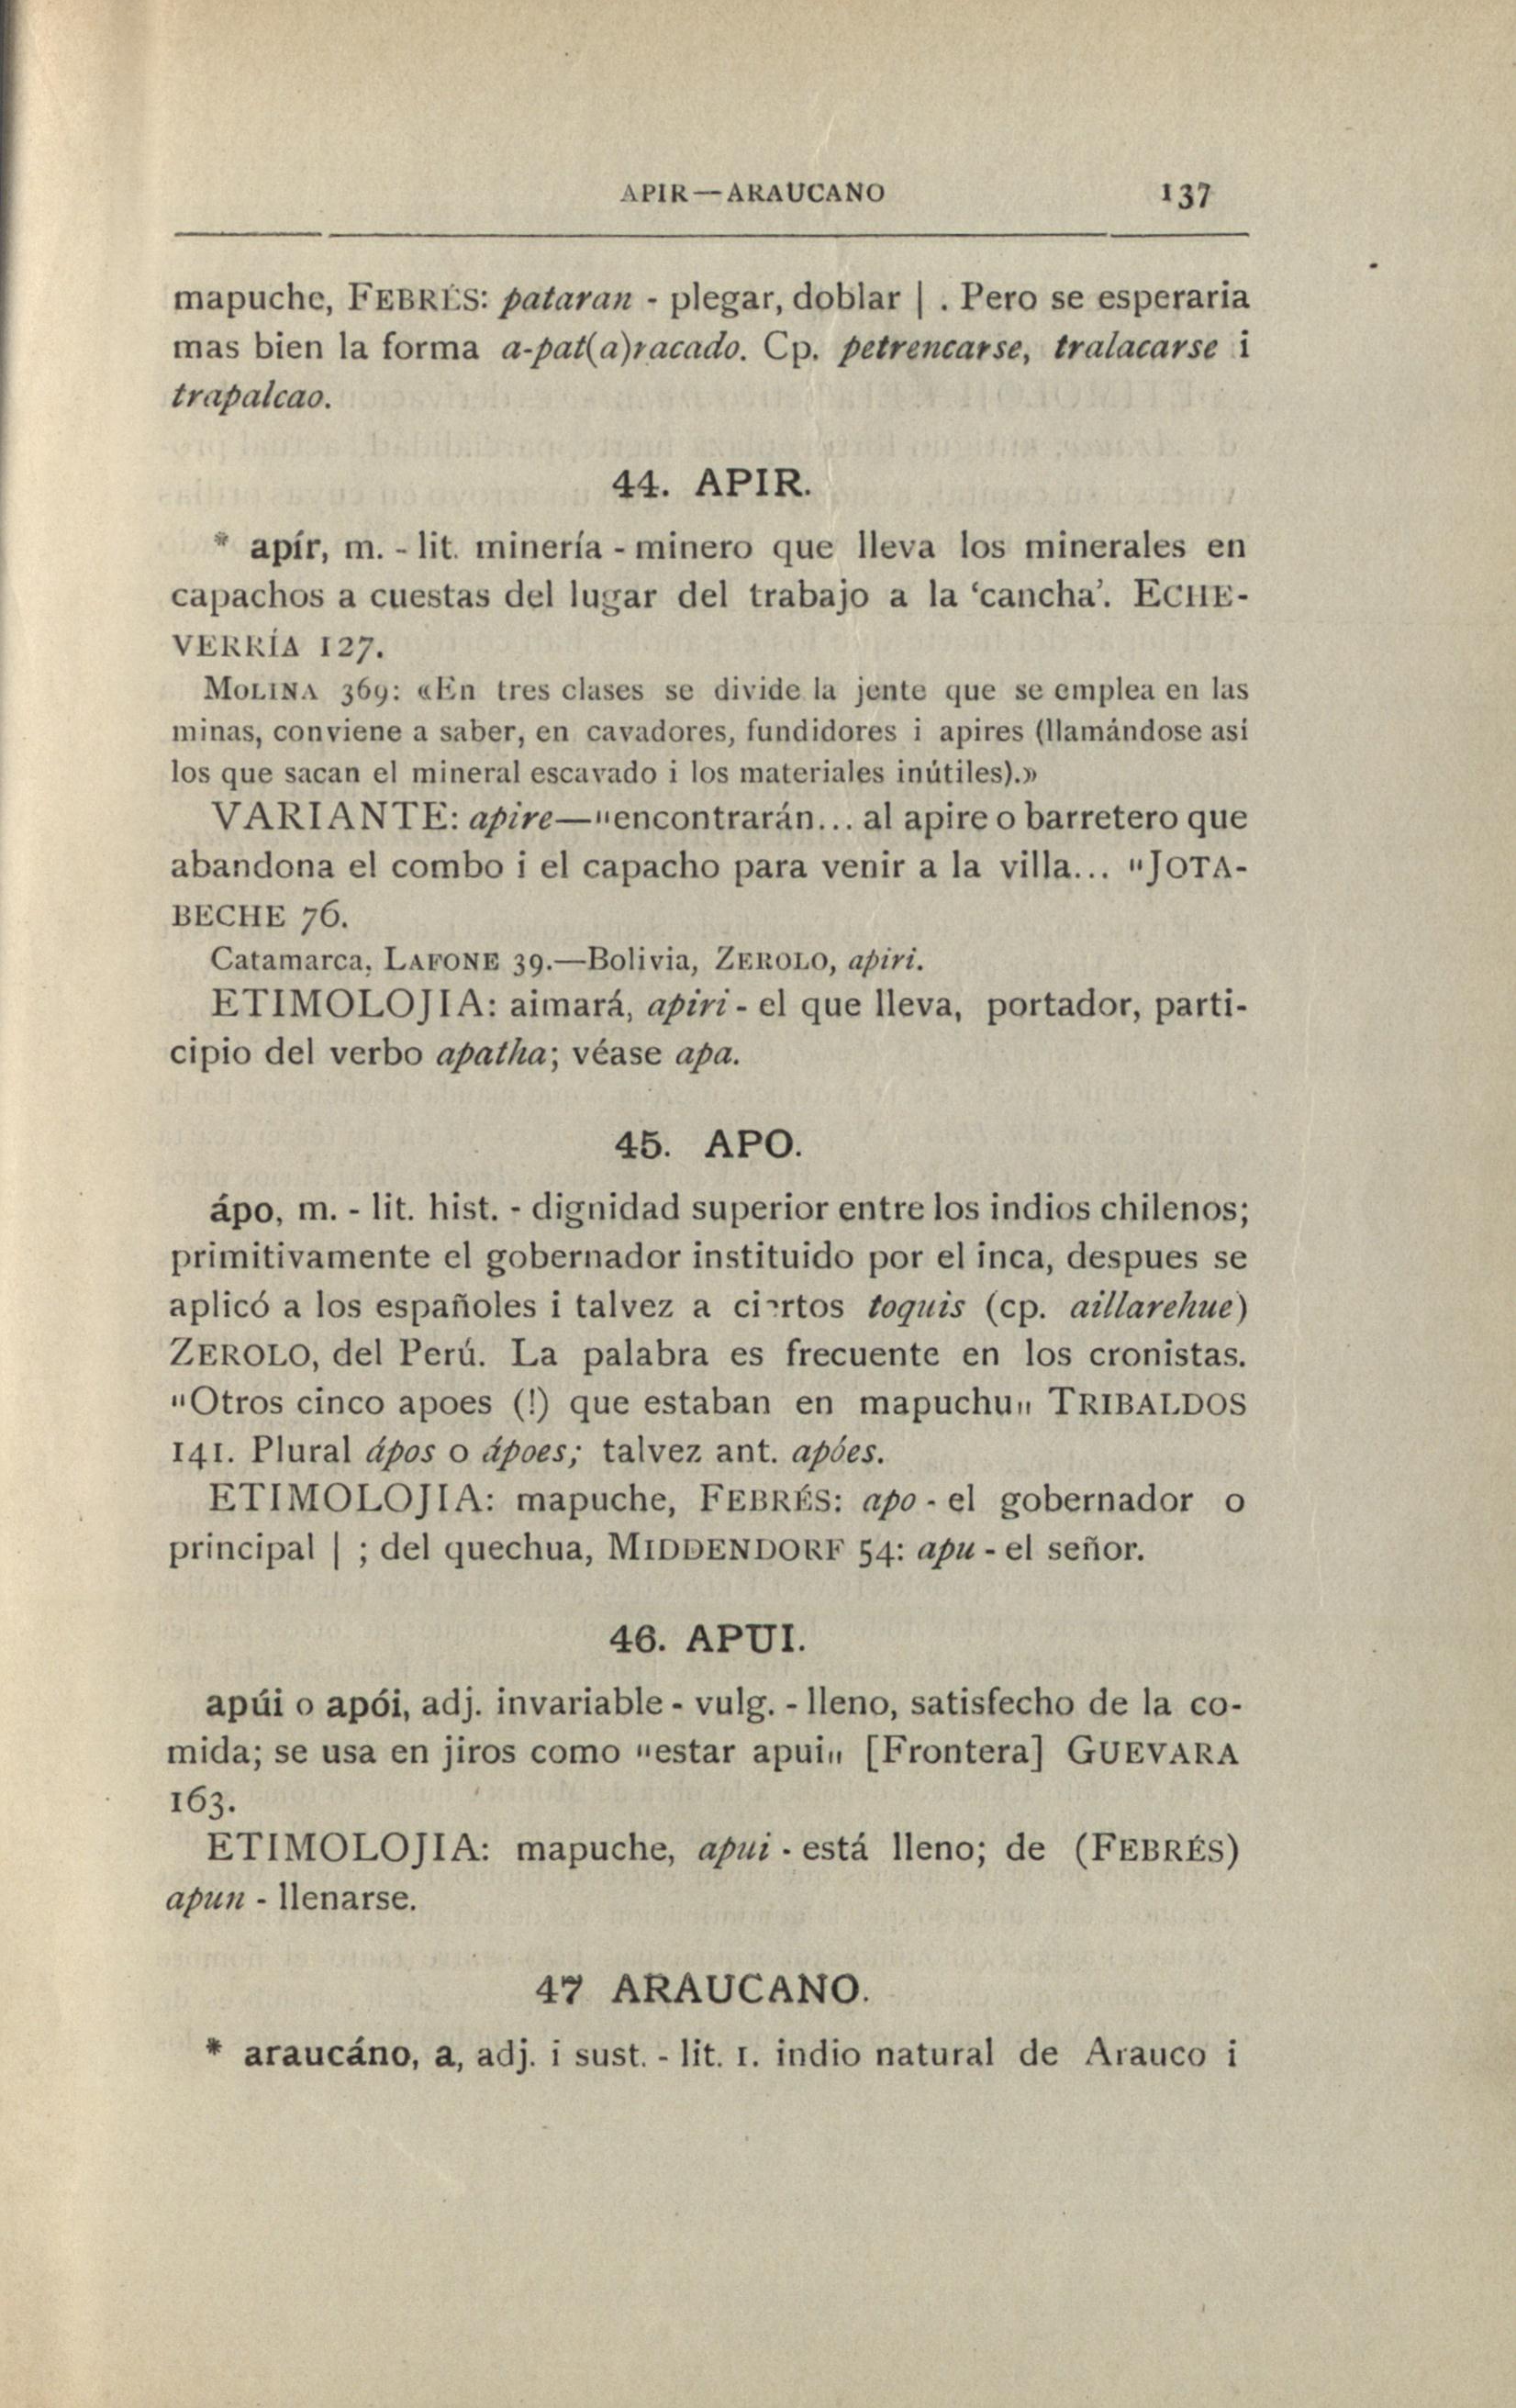 APIR—ARAUCANO 137
mapuche, FEBRÉS: pataran - plegar, doblar | . Pero se esperaria
mas bien la forma a-pat(a)racado. Cp. petrencarse, tralacarse i
trapalcao.
44. APIR.
* apír, m. - lit. minería - minero que lleva los minerales en
capachos a cuestas del lugar del trabajo a la ‘cancha’. ECHE-
VERRÍA 127.
MOLINA 369: «En tres clases se divide la jente que se emplea en las
minas, conviene a saber, en cavadores, fundidores i apires (llamándose asi
los que sacan el mineral escavado i los materiales inútiles).»
VARIANTE: apire—"encontrarán... al apire o barretero que
abandona el combo i el capacho para venir a la villa... "JOTA-
BECHE 76.
Catamarca, LAFONE 39.—Bolivia, ZEROLO, apiri.
ETIMOLOJIA: aimará, apiri - el que lleva, portador, parti-
cipio del verbo apatha; véase apa.
45. APO.
ápo, m. - lit. hist. - dignidad superior entre los indios chilenos;
primitivamente el gobernador instituido por el inca, despues se
aplicó a los españoles i talvez a ciertos toquis (cp. aillarehue)
ZEROLO, del Perú. La palabra es frecuente en los cronistas.
"Otros cinco apoes (!) que estaban en mapuchu„ TRIBALDOS
141. Plural ápos o ápoes; talvez ant. apóes.
ETIMOLOJIA: mapuche, FEBRÉS: apo - el gobernador o
principal | ; del quechua, MIDDENDORF 54: apu - el señor.
46. APUI.
apúi o apói, adj. invariable - vulg. - lleno, satisfecho de la co-
mida; se usa en jiros como "estar apui„ [Frontera] GUEVARA
163.
ETIMOLOJIA: mapuche, apui - está lleno; de (FEBRÉS)
apun - llenarse.
47 ARAUCANO.
* araucáno, a, adj. i sust. - lit. 1. indio natural de Arauco i